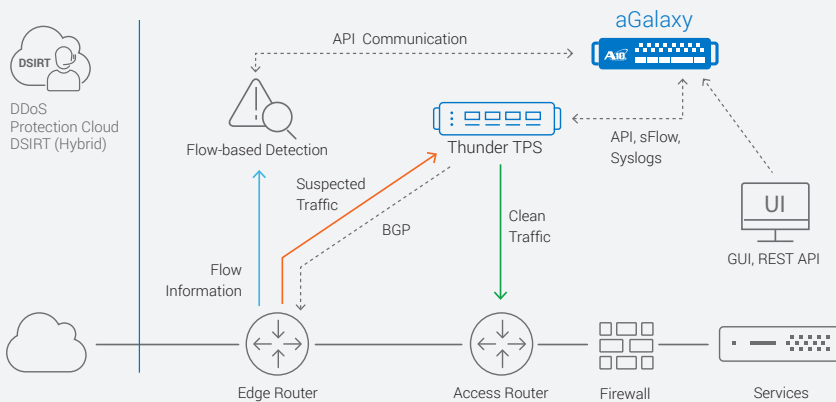 aGalaxy
API Communication
A10
DSIRT
DDoS
Protection Cloud
DSIRT (Hybrid)
Flow-based Detection
Thunder TPS
API, sFlow,
Syslogs
Suspected
Traffic
BGP
Clean
Traffic
UI
GUI, REST API
Flow
Information
Edge Router
Access Router
Firewall
Services